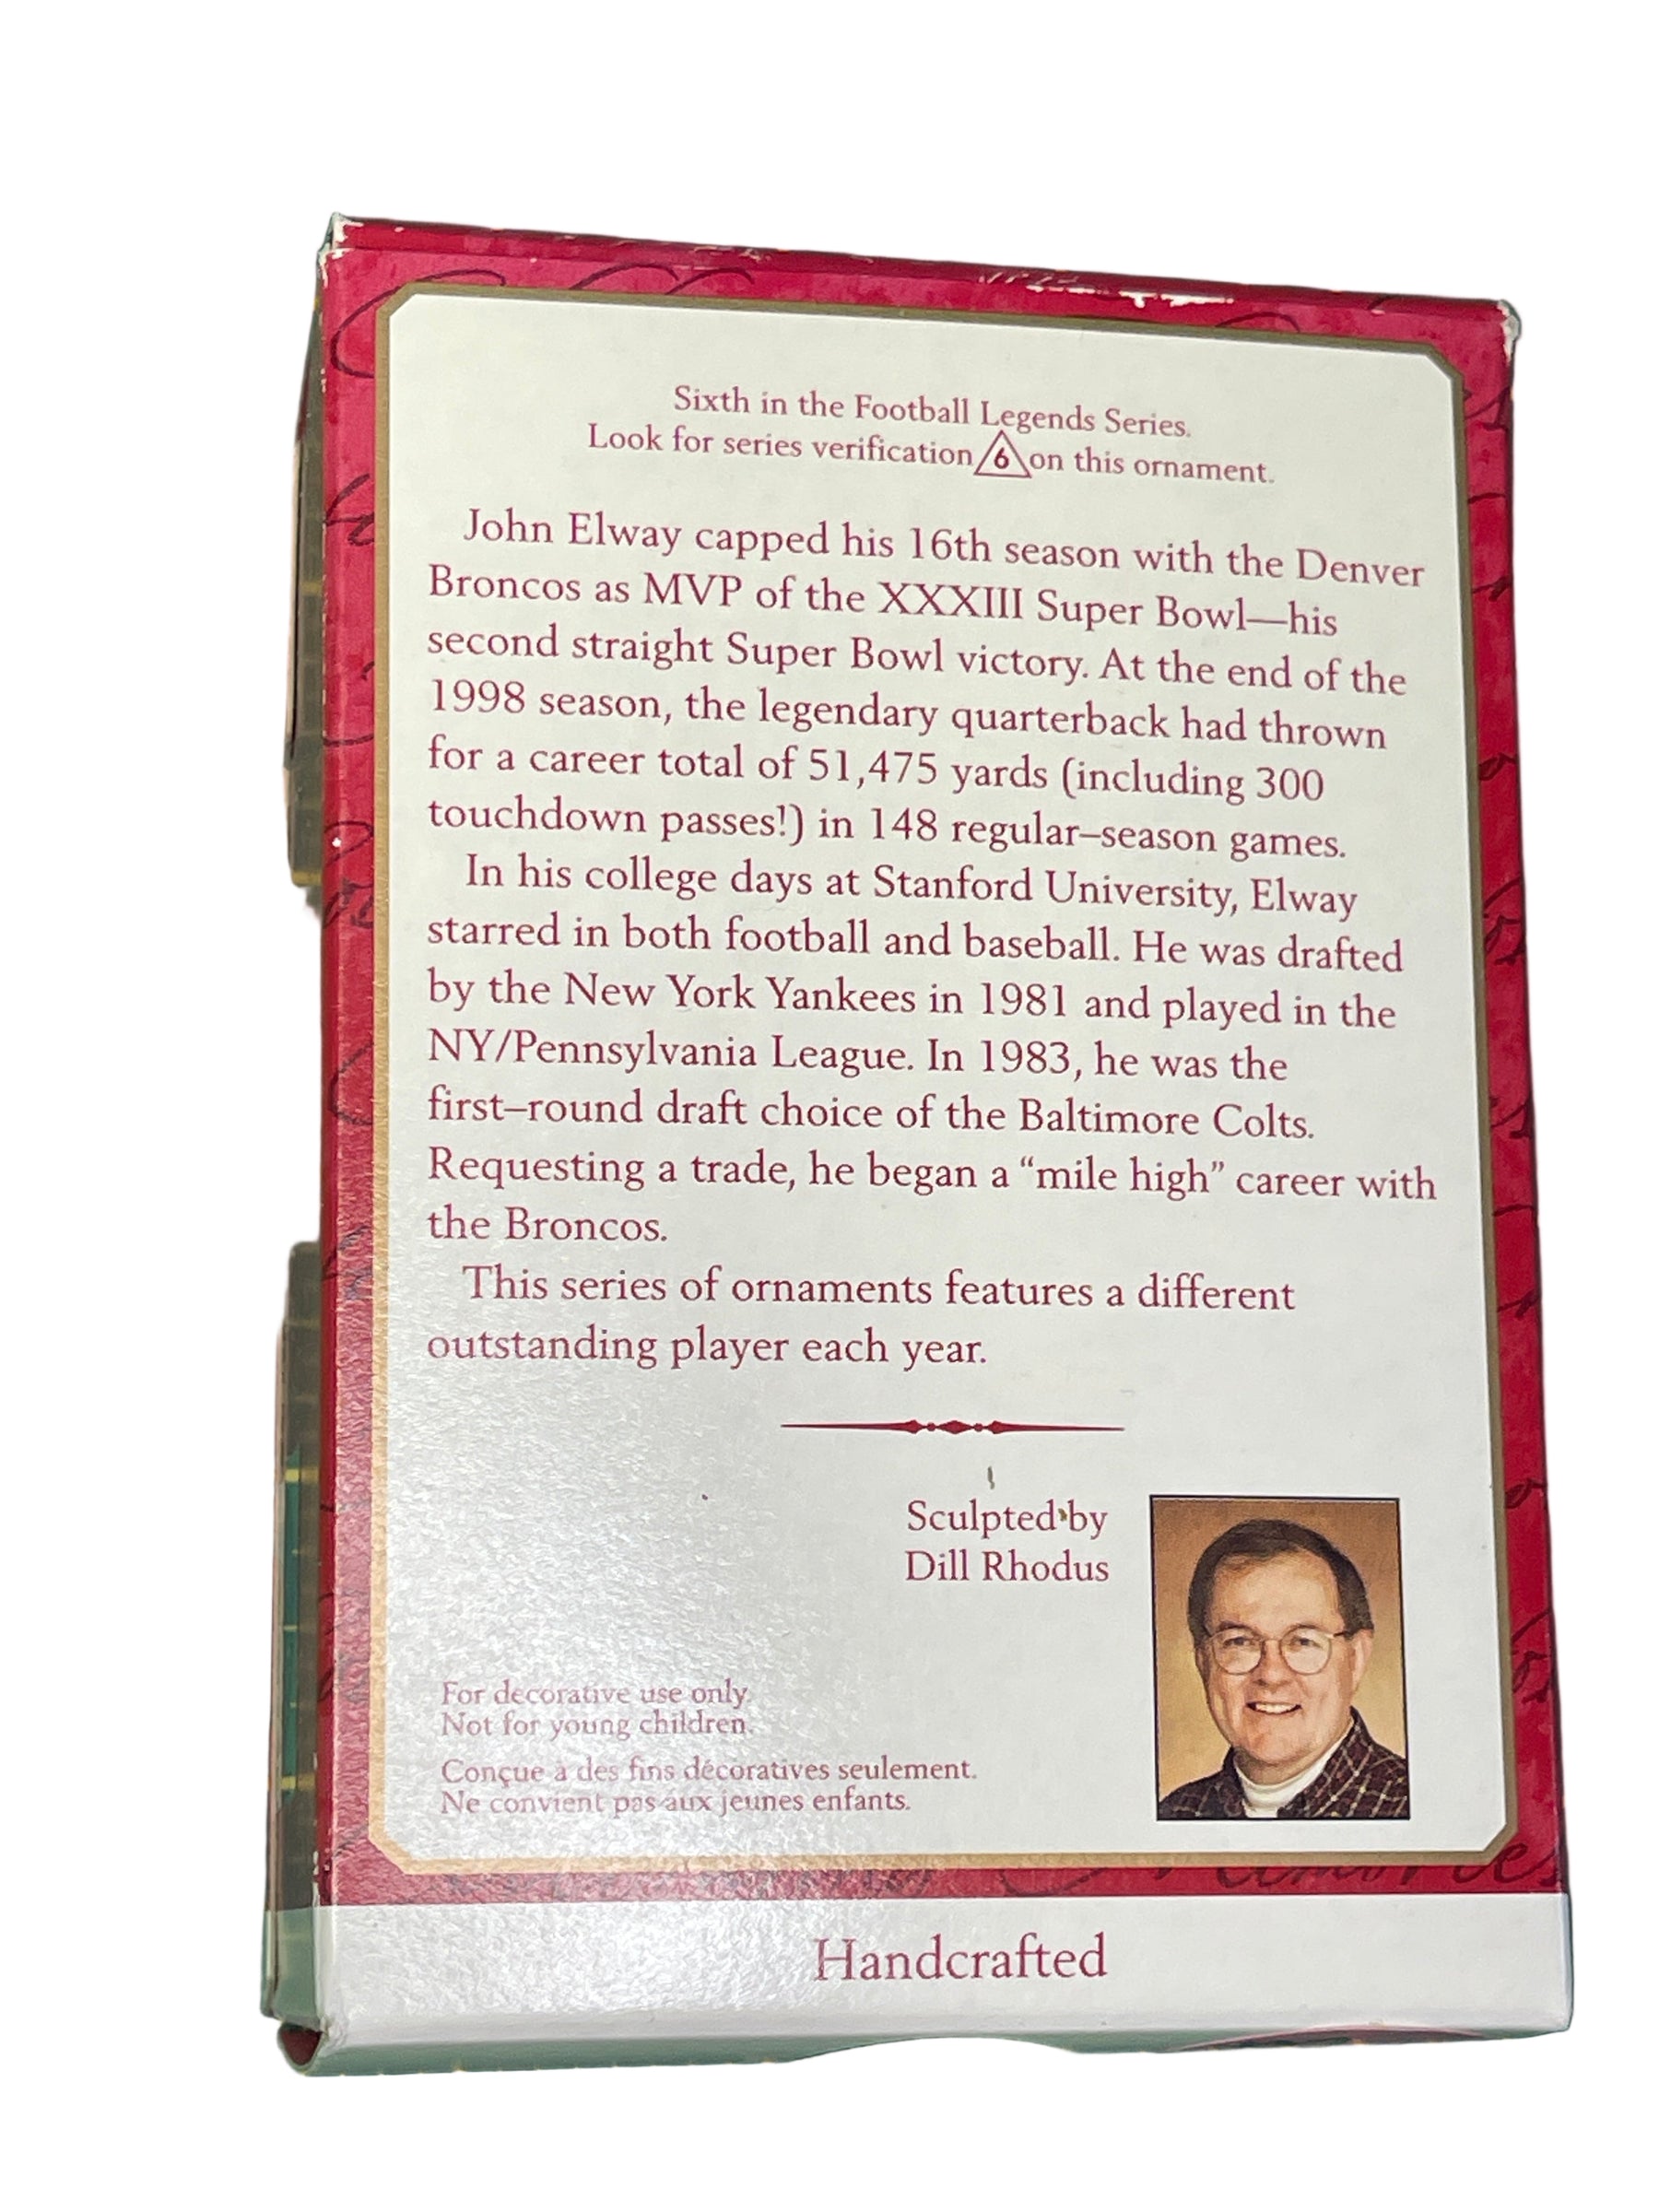 Sixth in the Football Legends Series.
Look for series verification 6 on this ornament.
John Elway capped his 16th season with the Denver
Broncos as MVP of the XXXIII Super Bowl—his
second straight Super Bowl victory. At the end of the
1998 season, the legendary quarterback had thrown
for a career total of 51,475 yards (including 300
touchdown passes!) in 148 regular–season games.
In his college days at Stanford University, Elway
starred in both football and baseball. He was drafted
by the New York Yankees in 1981 and played in the
NY/Pennsylvania League. In 1983, he was the
first–round draft choice of the Baltimore Colts.
Requesting a trade, he began a “mile high” career with
the Broncos.
This series of ornaments features a different
outstanding player each year.
Sculpted by
Dill Rhodus
For decorative use only.
Not for young children.
Conçue à des fins décoratives seulement.
Ne convient pas aux jeunes enfants.
Handcrafted